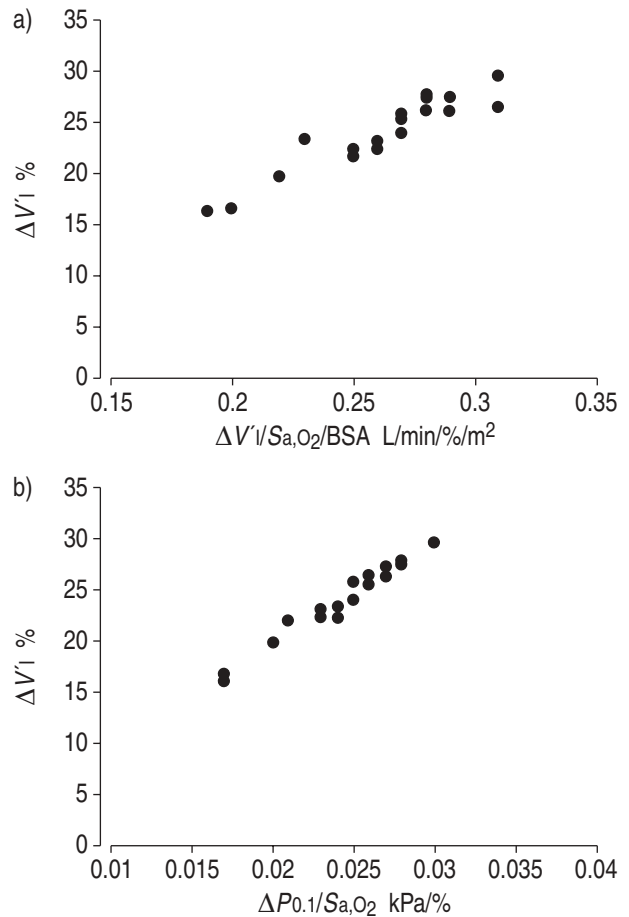 a)
35
30
25
20
15
10
5
0
ΔV′I %
0.15 0.2 0.25 0.3 0.35
ΔV′I/Sa,O2/BSA L/min/%/m²
b)
35
30
25
20
15
10
5
0
ΔV′I %
0.01 0.015 0.02 0.025 0.03 0.035 0.04
ΔP0.1/Sa,O2 kPa/%